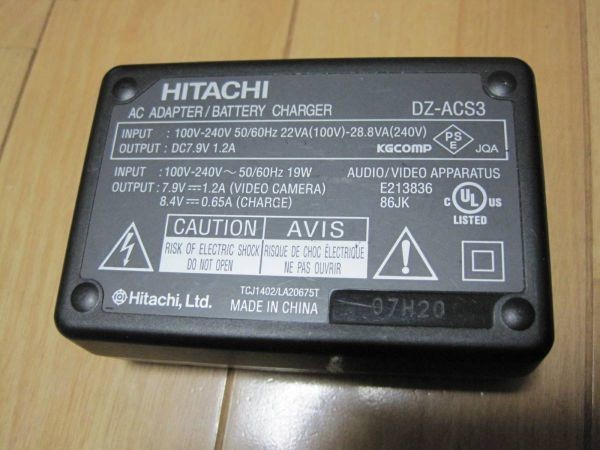 HITACHI
AC ADAPTER/BATTERY CHARGER DZ-ACS3
INPUT : 100V-240V 50/60Hz 22VA(100V)-28.8VA(240V)
OUTPUT : DC7.9V 1.2A KGCOMP PSE JQA
INPUT : 100V-240V～ 50/60Hz 19W AUDIO/VIDEO APPARATUS
OUTPUT : 7.9V⎓1.2A (VIDEO CAMERA) E213836
8.4V⎓0.65A (CHARGE) 86JK
C UL US
LISTED
CAUTION AVIS
RISK OF ELECTRIC SHOCK RISQUE DE CHOC ÉLECTRIQUE
DO NOT OPEN NE PAS OUVRIR
TCJ1402/LA20675T
Hitachi, Ltd. MADE IN CHINA 07H20